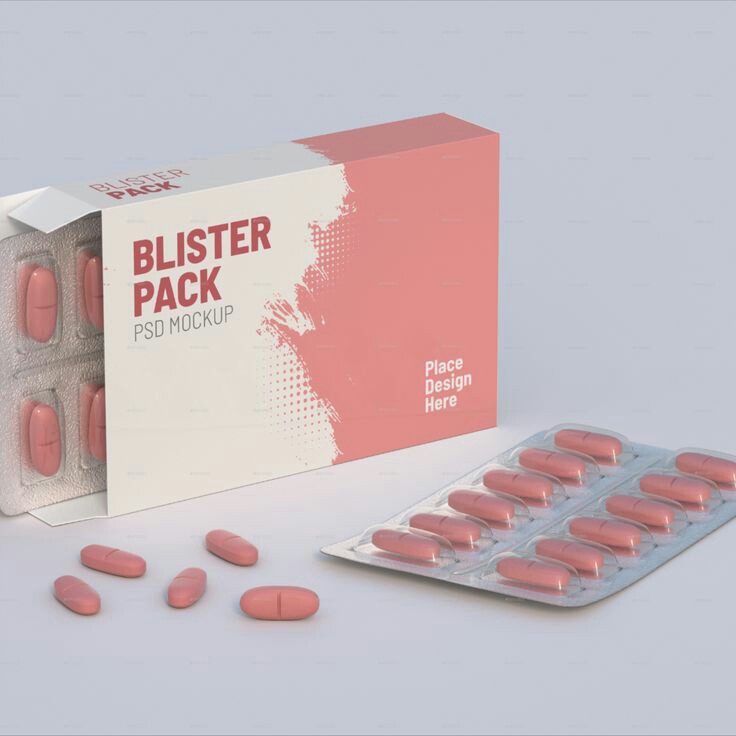 BLISTER
PACK
BLISTER
PACK
PSD MOCKUP
Place
Design
Here